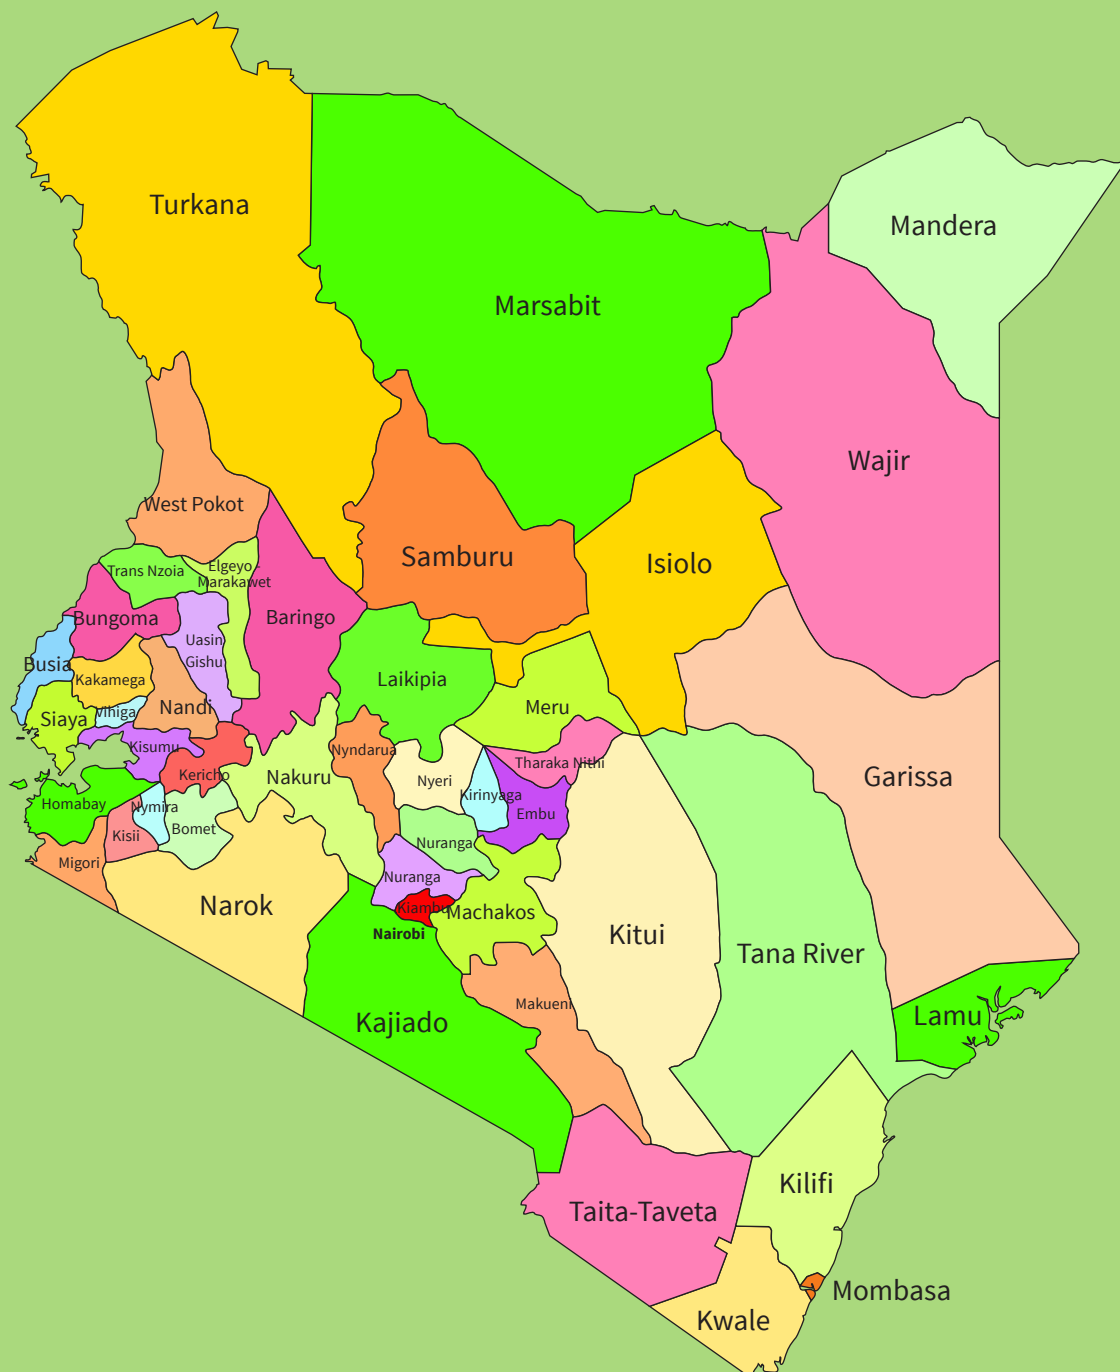 Turkana
Mandera
Marsabit
Wajir
West Pokot
Samburu
Isiolo
Elgeyo -
Marakawet
Trans Nzoia
Bungoma
Baringo
Uasin
Gishu
Busia
Kakamega
Laikipia
Nandi
Meru
Vihiga
Siaya
Kisumu
Nyndarua
Tharaka Nithi
Kericho
Nakuru
Nyeri
Garissa
Kirinyaga
Homabay
Nymira
Embu
Bomet
Kisii
Nuranga
Migori
Nuranga
Narok
Kiambu
Machakos
Nairobi
Kitui
Tana River
Makueni
Lamu
Kajiado
Kilifi
Taita-Taveta
Mombasa
Kwale